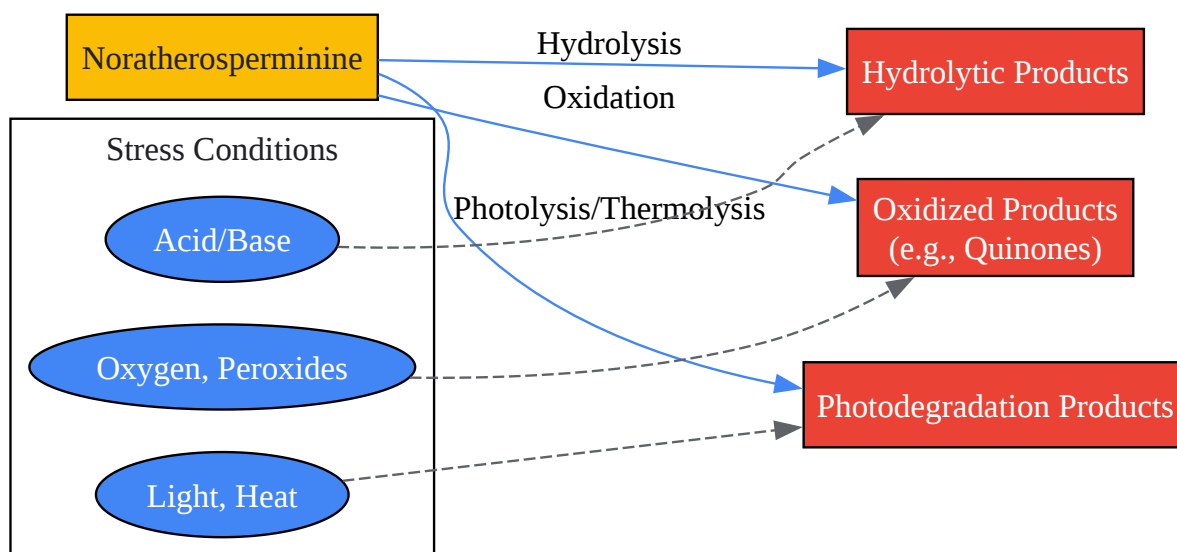 Noratherosperminine
Hydrolysis
Hydrolytic Products
Oxidation
Stress Conditions
Photolysis/Thermolysis
Oxidized Products
(e.g., Quinones)
Acid/Base
Oxygen, Peroxides
Photodegradation Products
Light, Heat